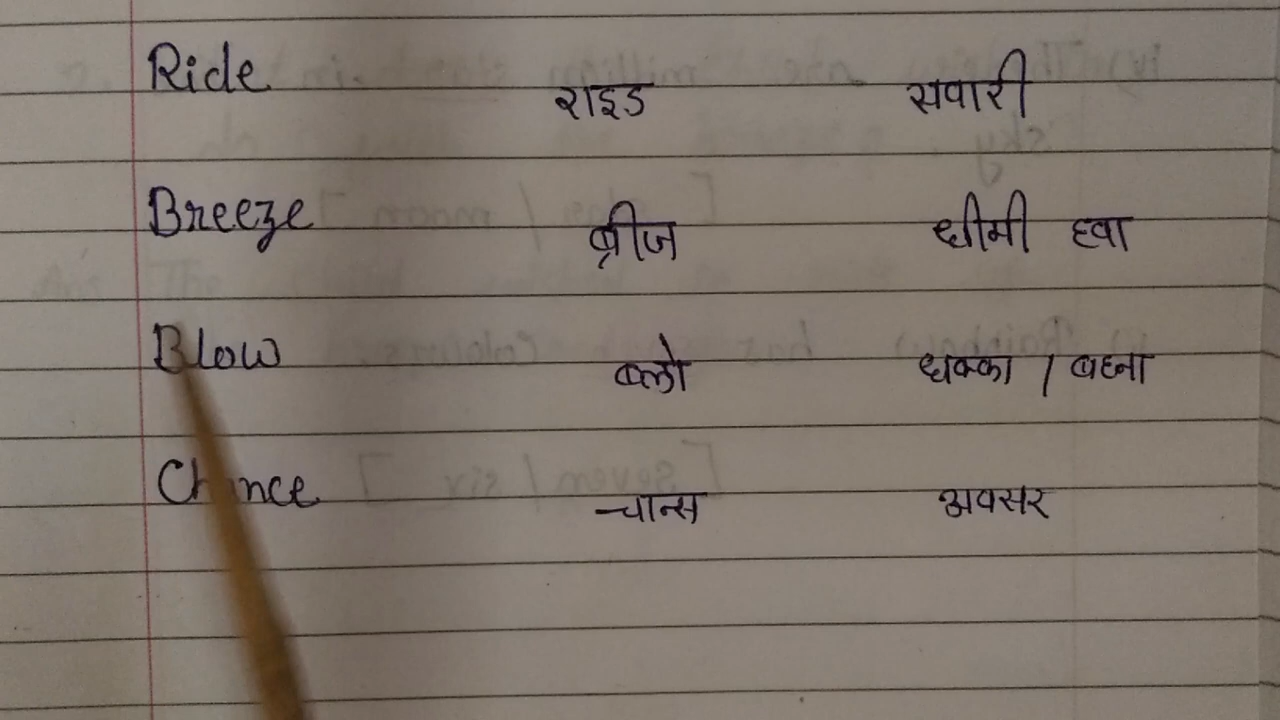 Ride राइड सवारी
Breeze ब्रीज धीमी हवा
Blow ब्लो धक्का / बहना
Chance चान्स अवसर